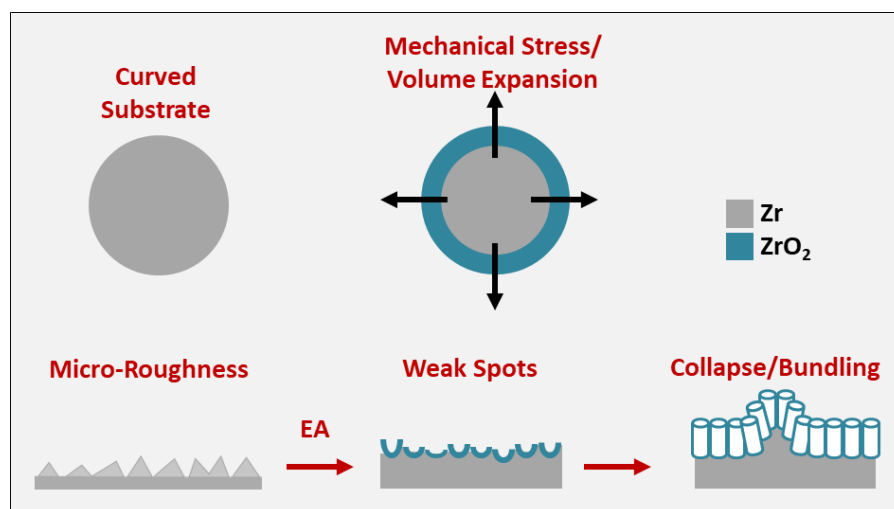 Curved
Substrate
Mechanical Stress/
Volume Expansion
Zr
ZrO₂
Micro-Roughness
Weak Spots
Collapse/Bundling
EA